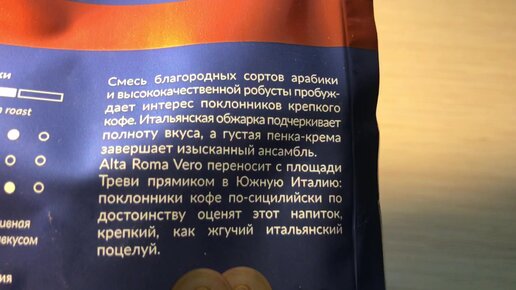 Смесь благородных сортов арабики
и высококачественной робусты пробуж-
дает интерес поклонников крепкого
кофе. Итальянская обжарка подчеркивает
полноту вкуса, а густая пенка-крема
завершает изысканный ансамбль.
Alta Roma Vero переносит с площади
Треви прямиком в Южную Италию:
поклонники кофе по-сицилийски по
достоинству оценят этот напиток,
крепкий, как жгучий итальянский
поцелуй.
roast